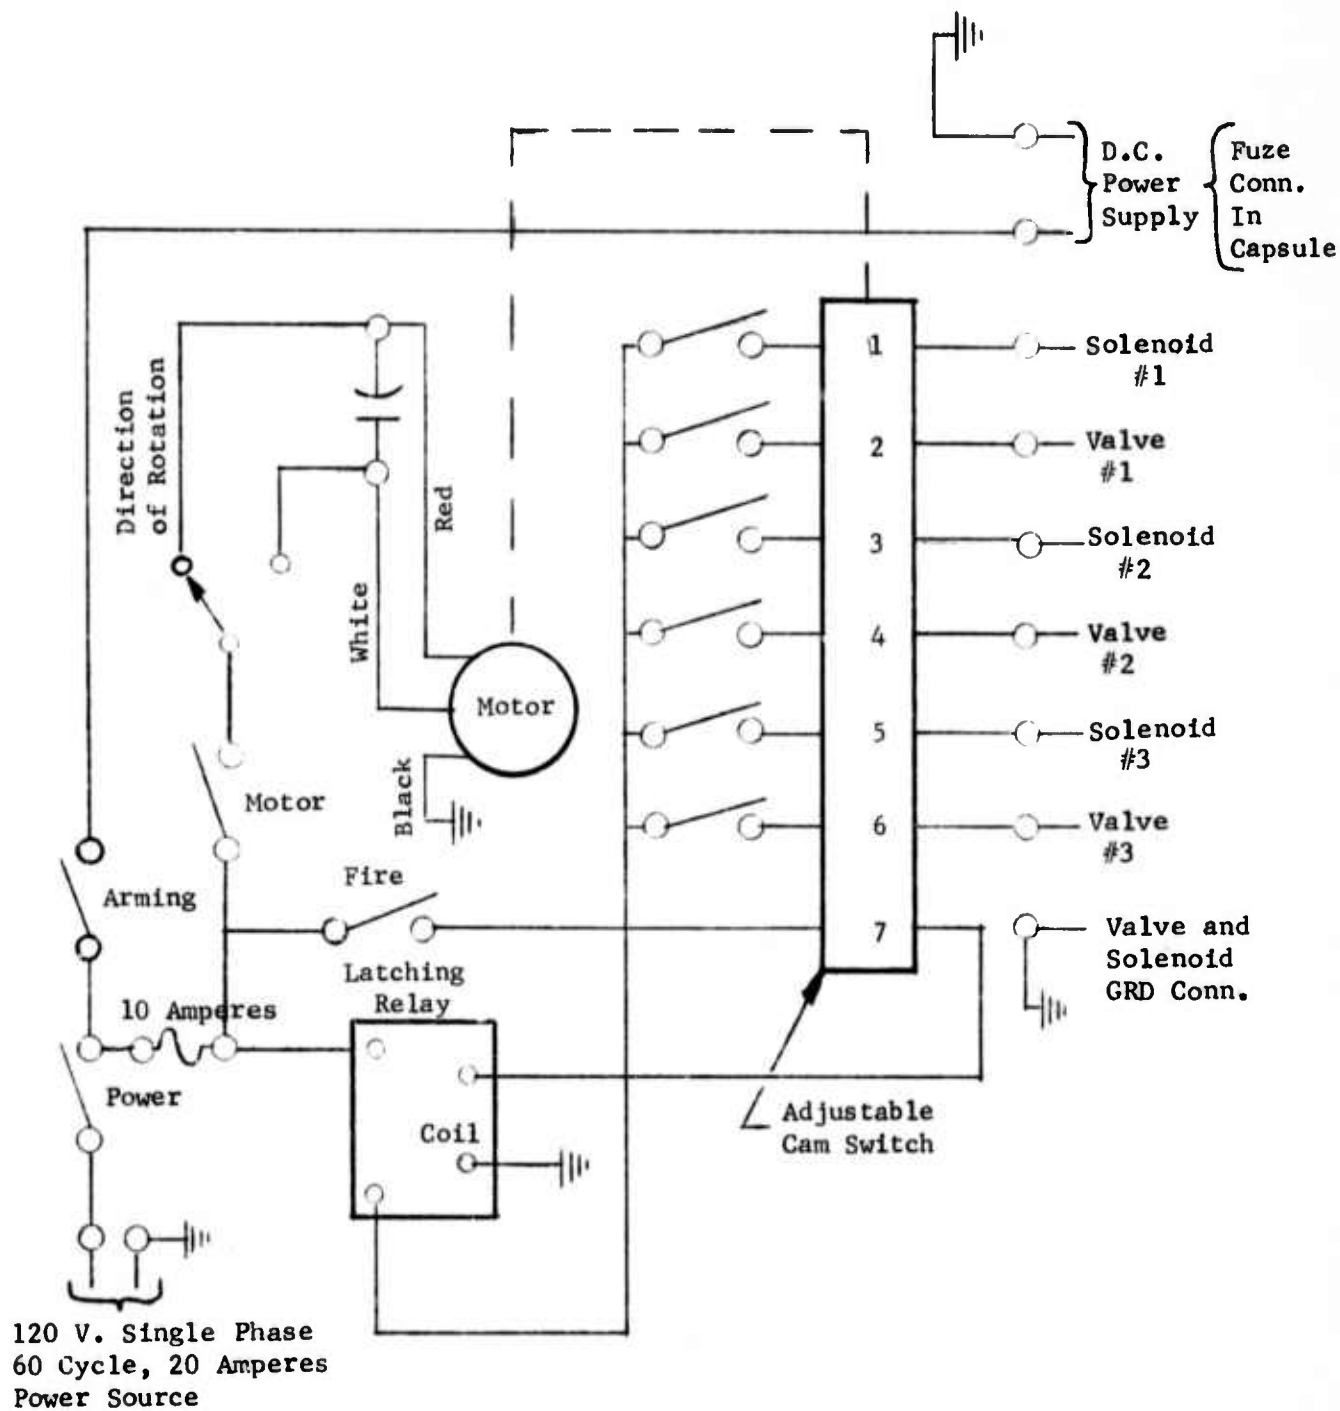 D.C.
Power
Supply
Fuze
Conn.
In
Capsule
Direction
of Rotation
Red
White
Black
Motor
Motor
1
Solenoid
#1
2
Valve
#1
3
Solenoid
#2
4
Valve
#2
5
Solenoid
#3
6
Valve
#3
7
Valve and
Solenoid
GRD Conn.
Arming
Fire
Latching
Relay
10 Amperes
Power
Coil
Adjustable
Cam Switch
120 V. Single Phase
60 Cycle, 20 Amperes
Power Source